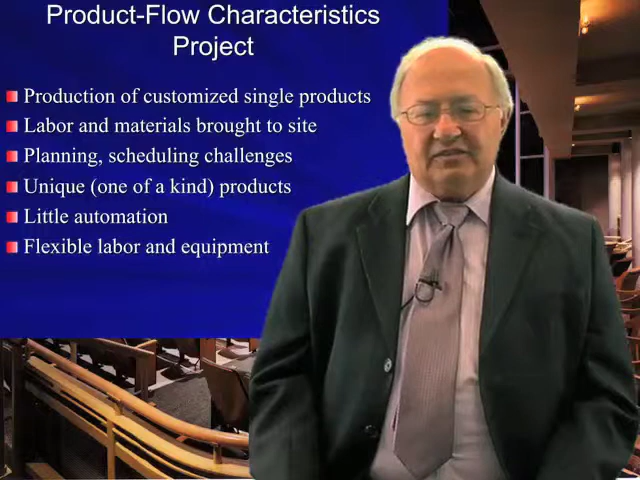 Product-Flow Characteristics
Project
Production of customized single products
Labor and materials brought to site
Planning, scheduling challenges
Unique (one of a kind) products
Little automation
Flexible labor and equipment